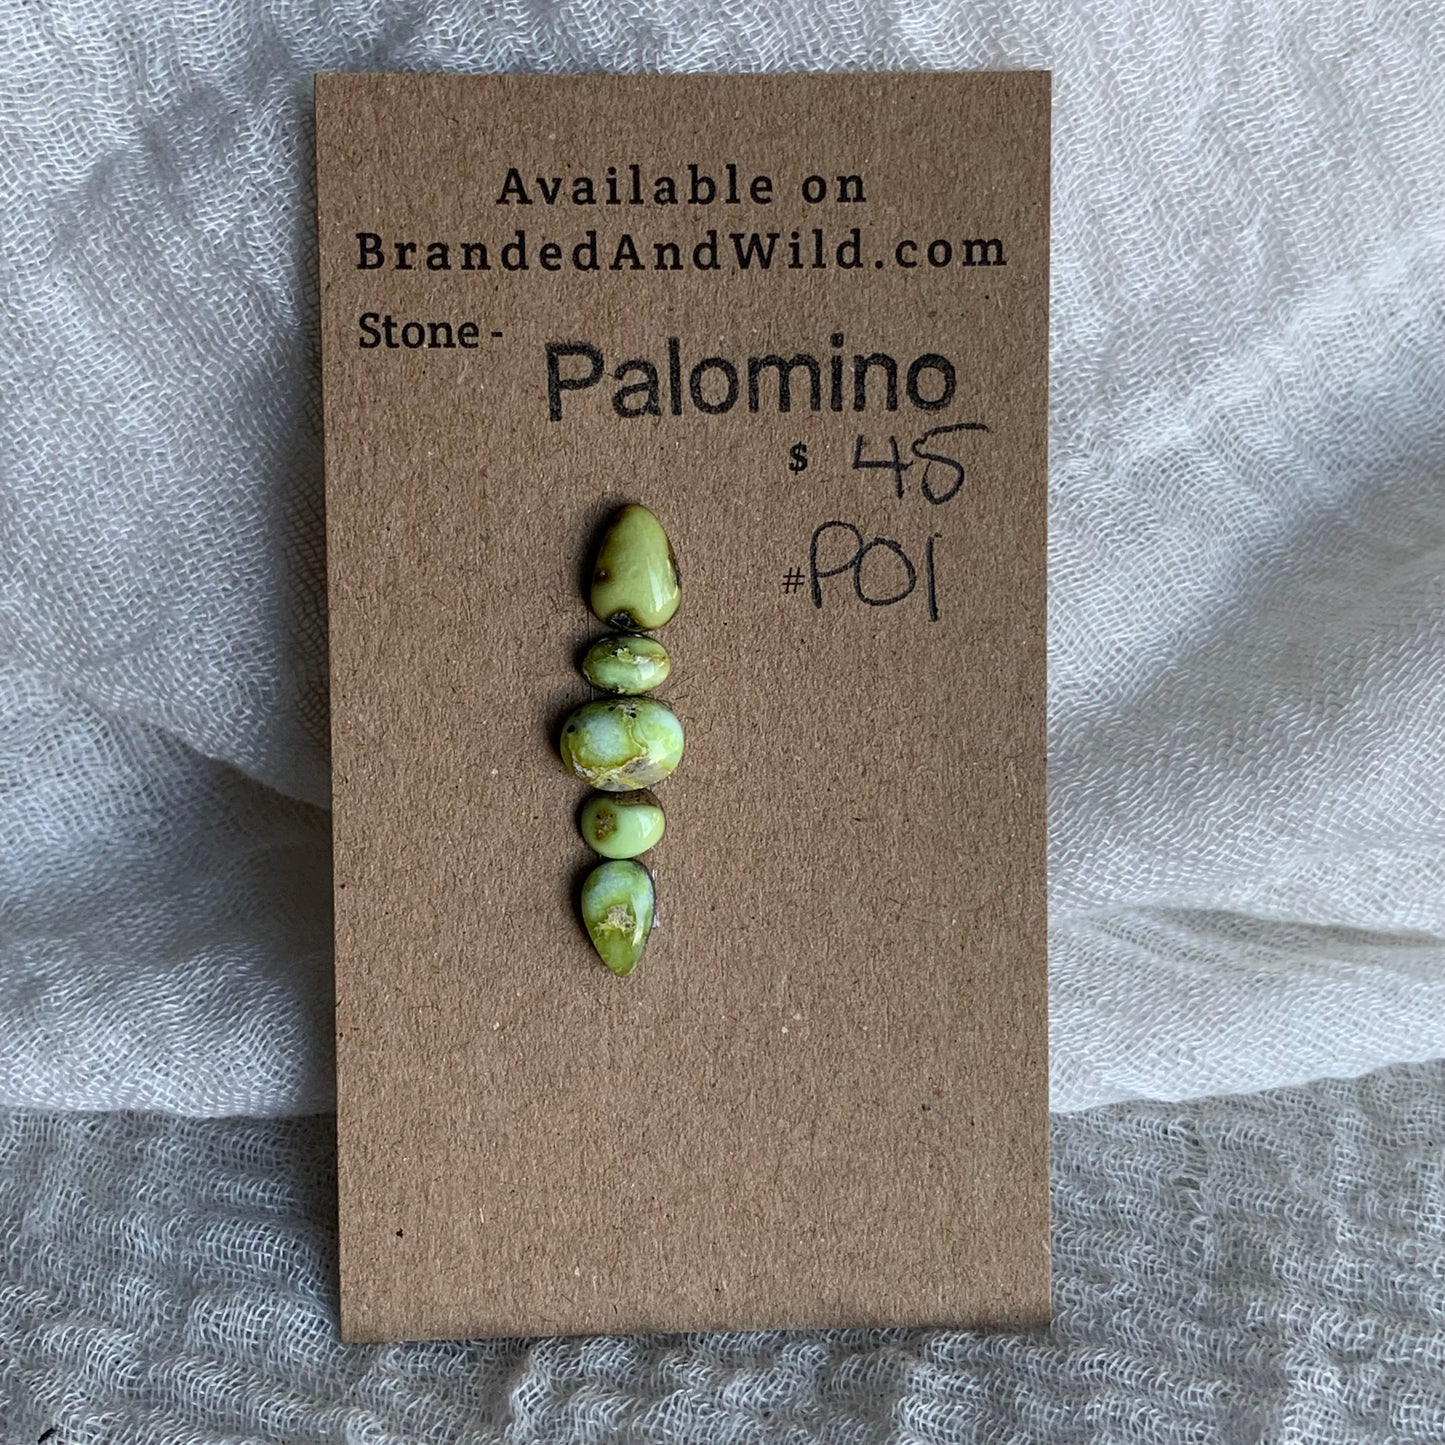 Available on
BrandedAndWild.com
Stone - Palomino
$ 45
#P01